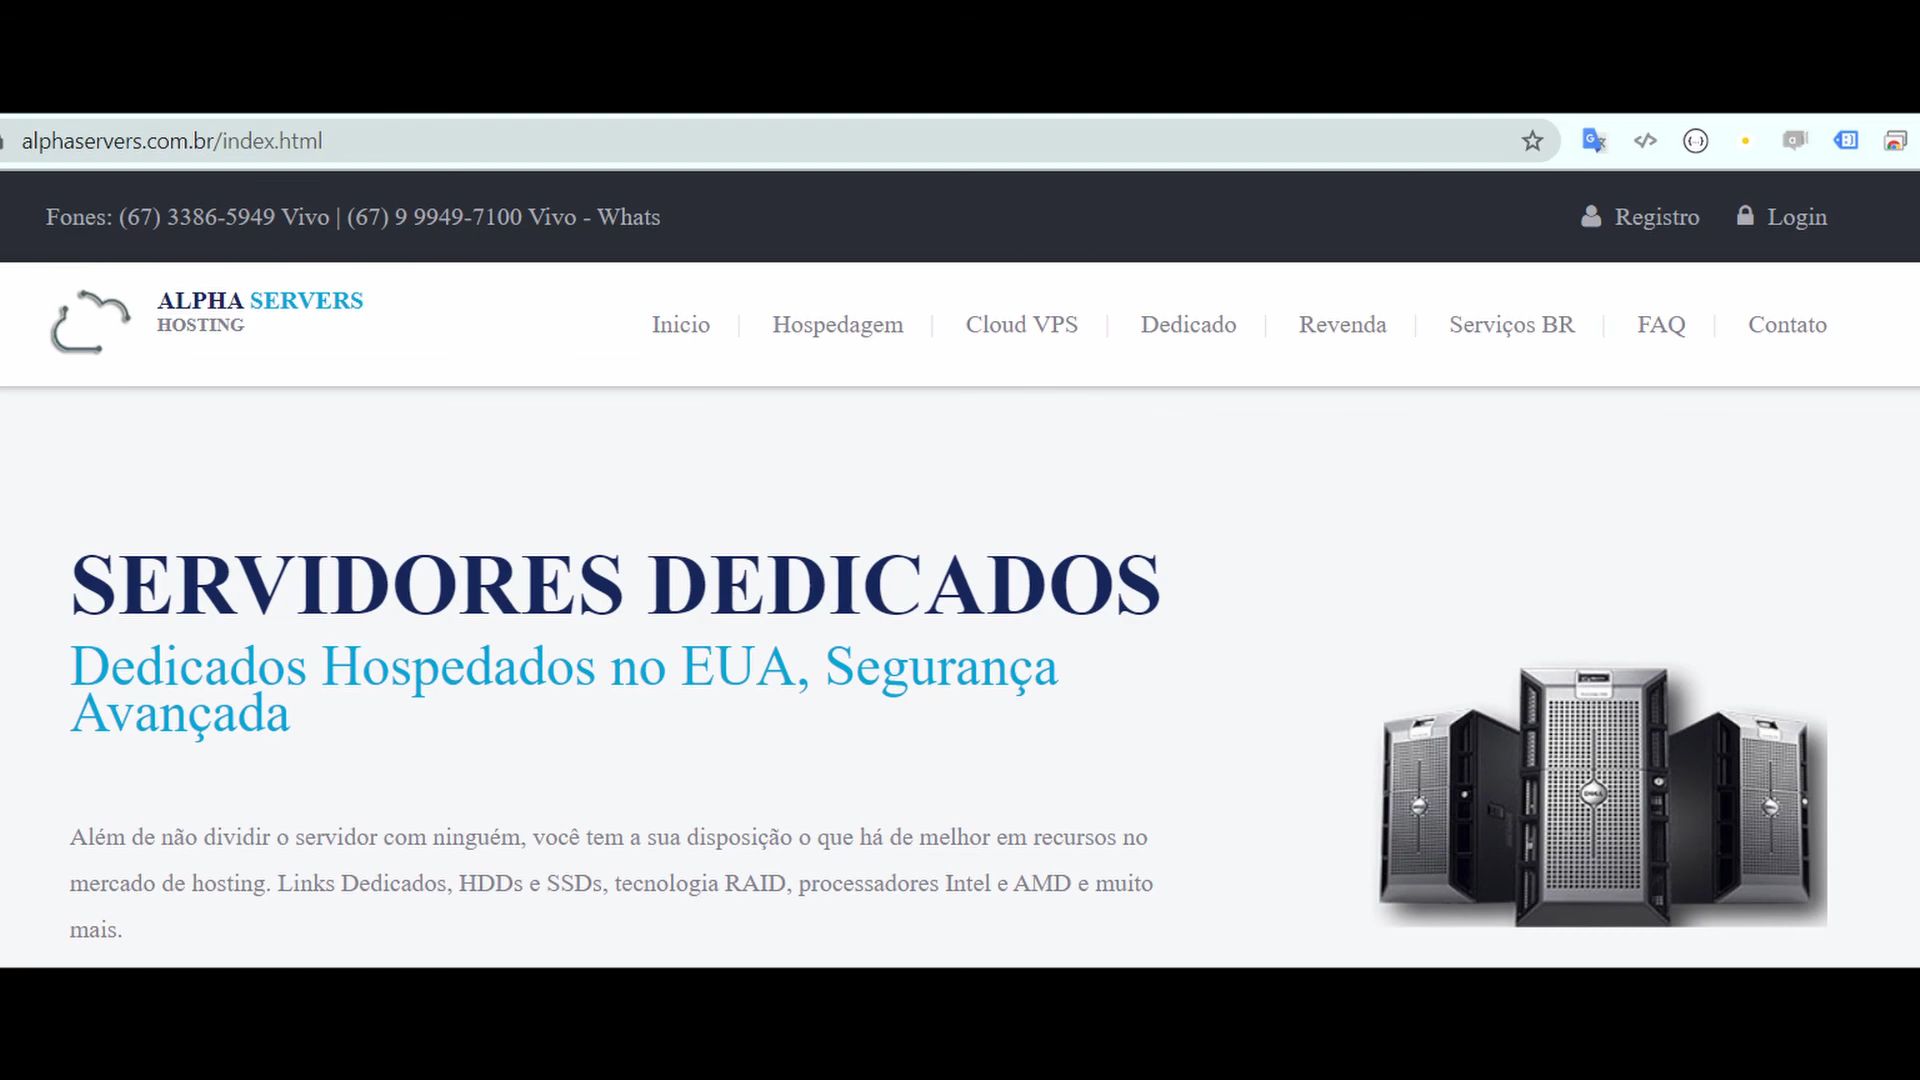 alphaservers.com.br/index.html
Fones: (67) 3386-5949 Vivo | (67) 9 9949-7100 Vivo - Whats
Registro
Login
ALPHA SERVERS
HOSTING
Inicio
Hospedagem
Cloud VPS
Dedicado
Revenda
Serviços BR
FAQ
Contato
SERVIDORES DEDICADOS
Dedicados Hospedados no EUA, Segurança
Avançada
Além de não dividir o servidor com ninguém, você tem a sua disposição o que há de melhor em recursos no
mercado de hosting. Links Dedicados, HDDs e SSDs, tecnologia RAID, processadores Intel e AMD e muito
mais.
DELL